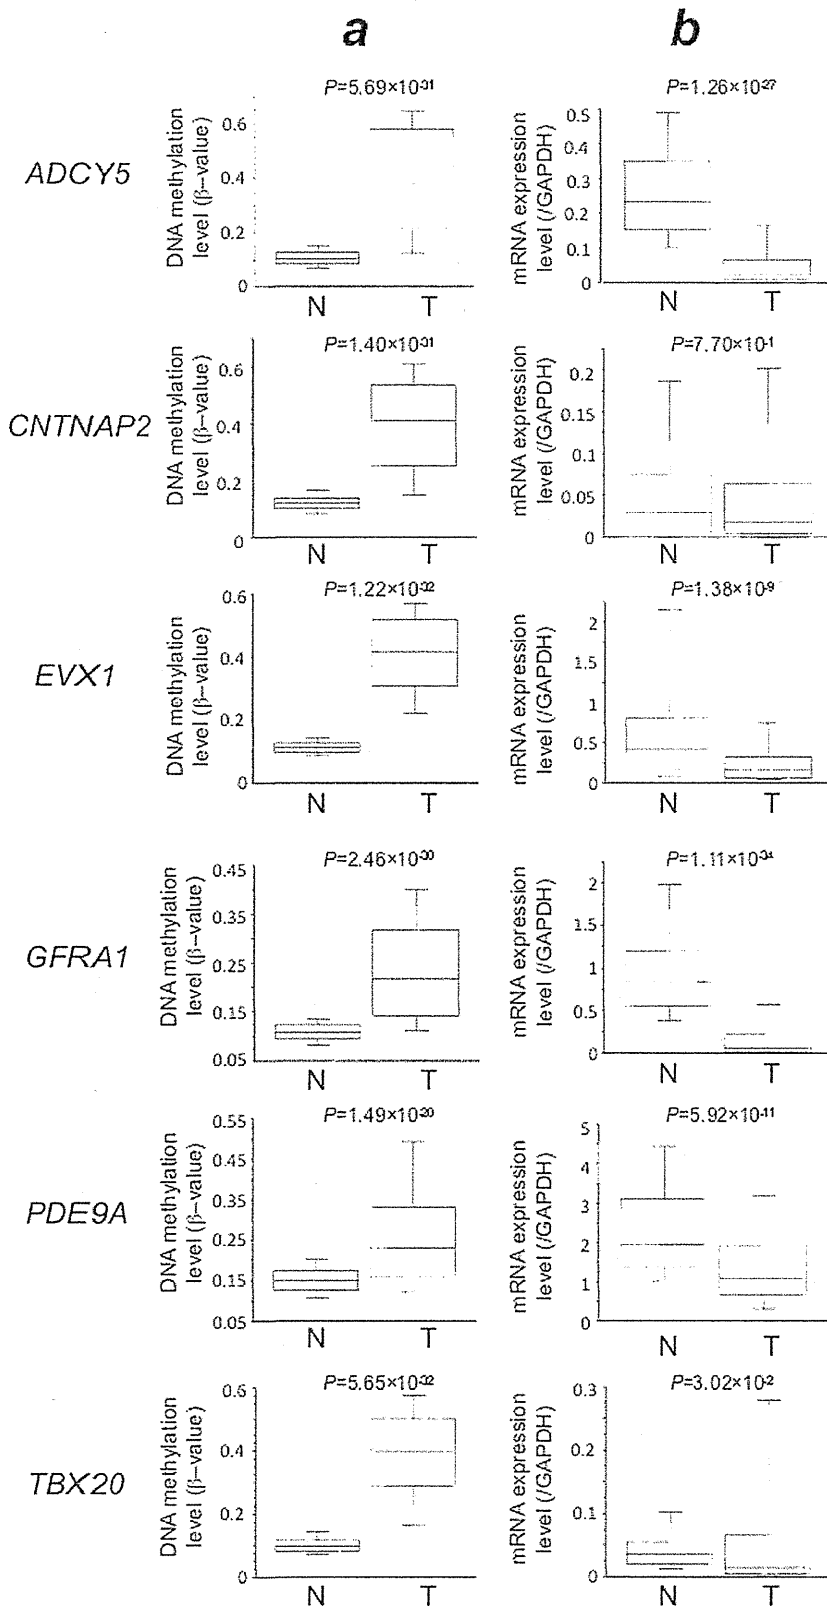 a b
ADCY5
P=5.69×10-31
DNA methylation
level (β–value)
0.6
0.4
0.2
0
N T
P=1.26×10-27
mRNA expression
level (/GAPDH)
0.5
0.4
0.3
0.2
0.1
0
N T
CNTNAP2
P=1.40×10-31
DNA methylation
level (β–value)
0.6
0.4
0.2
0
N T
P=7.70×10-1
mRNA expression
level (/GAPDH)
0.2
0.15
0.1
0.05
0
N T
EVX1
P=1.22×10-32
DNA methylation
level (β–value)
0.6
0.4
0.2
0
N T
P=1.38×10-9
mRNA expression
level (/GAPDH)
2
1.5
1
0.5
0
N T
GFRA1
P=2.46×10-30
DNA methylation
level (β–value)
0.45
0.35
0.25
0.15
0.05
N T
P=1.11×10-34
mRNA expression
level (/GAPDH)
2
1.5
1
0.5
0
N T
PDE9A
P=1.49×10-20
DNA methylation
level (β–value)
0.55
0.45
0.35
0.25
0.15
0.05
N T
P=5.92×10-11
mRNA expression
level (/GAPDH)
5
4
3
2
1
0
N T
TBX20
P=5.65×10-32
DNA methylation
level (β–value)
0.6
0.4
0.2
0
N T
P=3.02×10-2
mRNA expression
level (/GAPDH)
0.3
0.2
0.1
0
N T